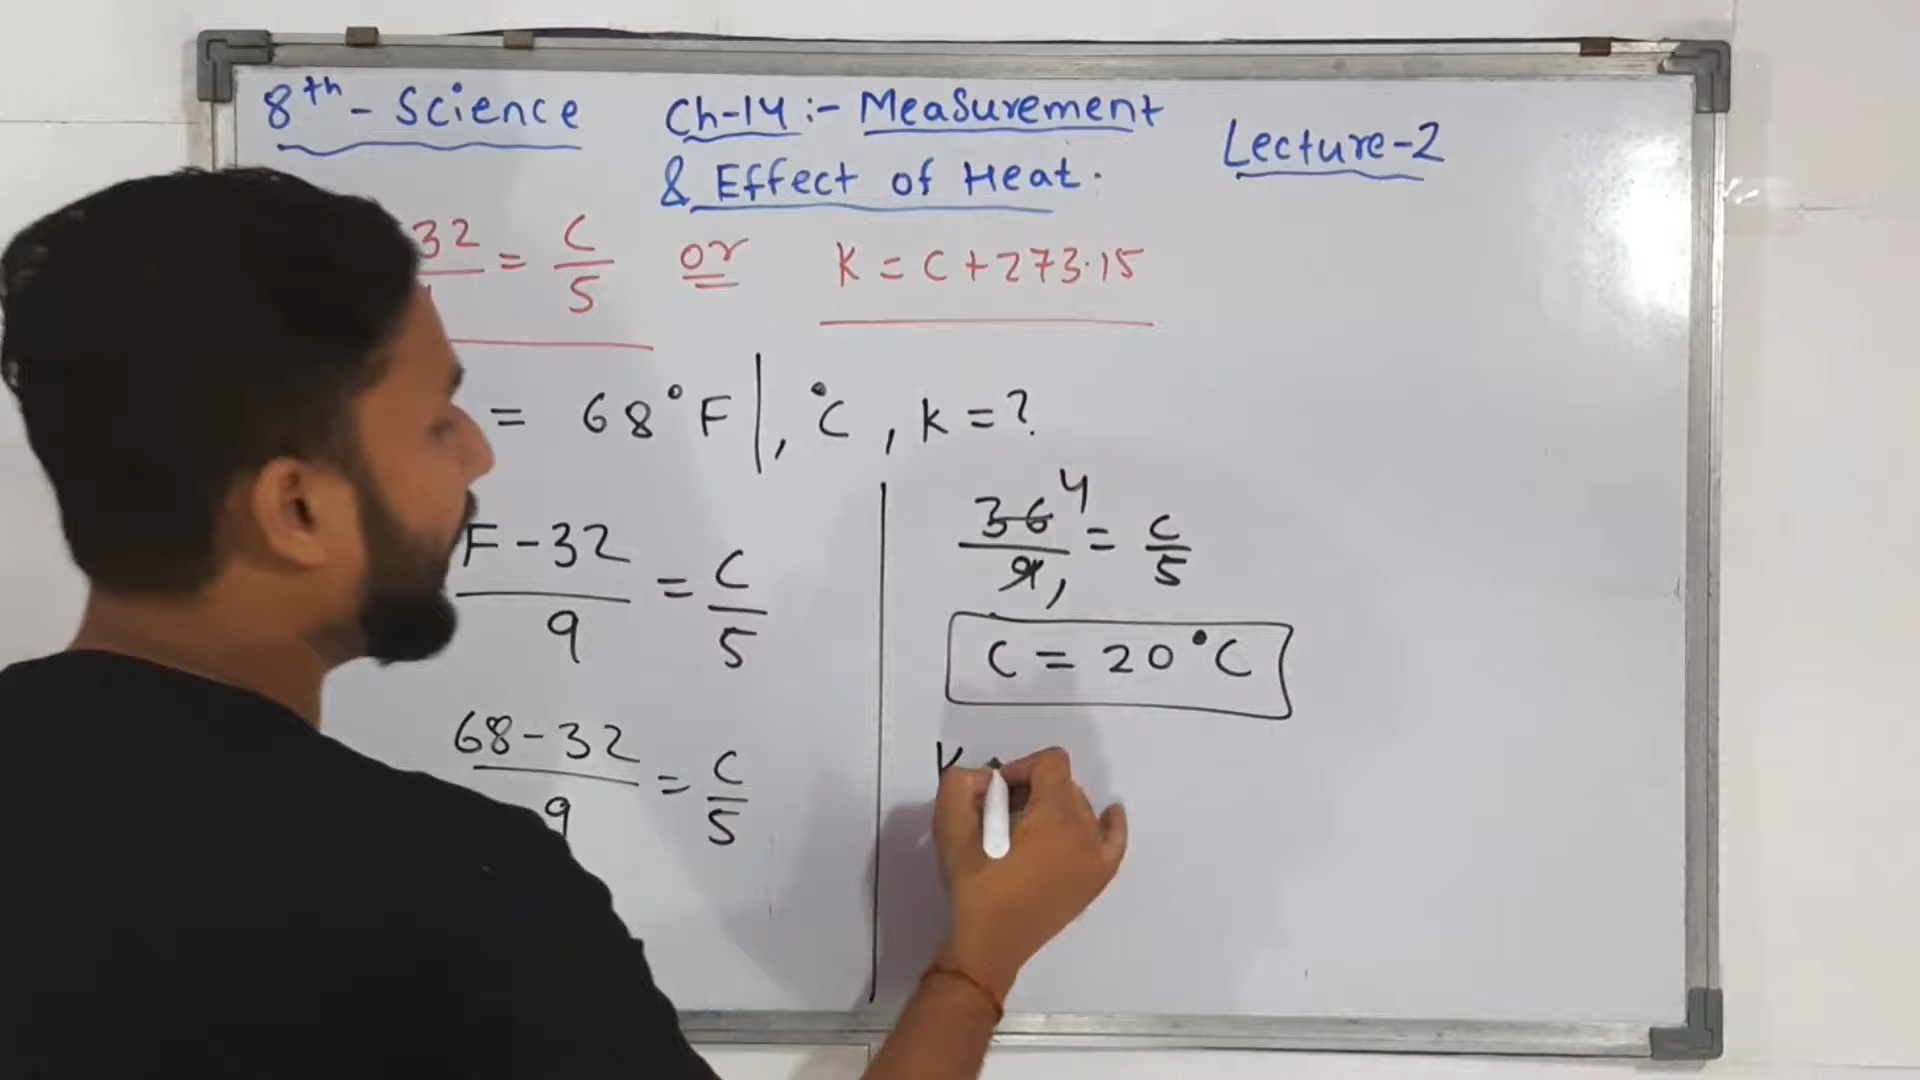 8th - Science
Ch-14 :- Measurement
& Effect of Heat.
Lecture-2
32 = C/5 or K = C + 273.15
= 68°F | , °C , K = ?
F - 32 / 9 = C / 5
68 - 32 / 9 = C / 5
36 4 / 9 1 = C / 5
C = 20°C
K